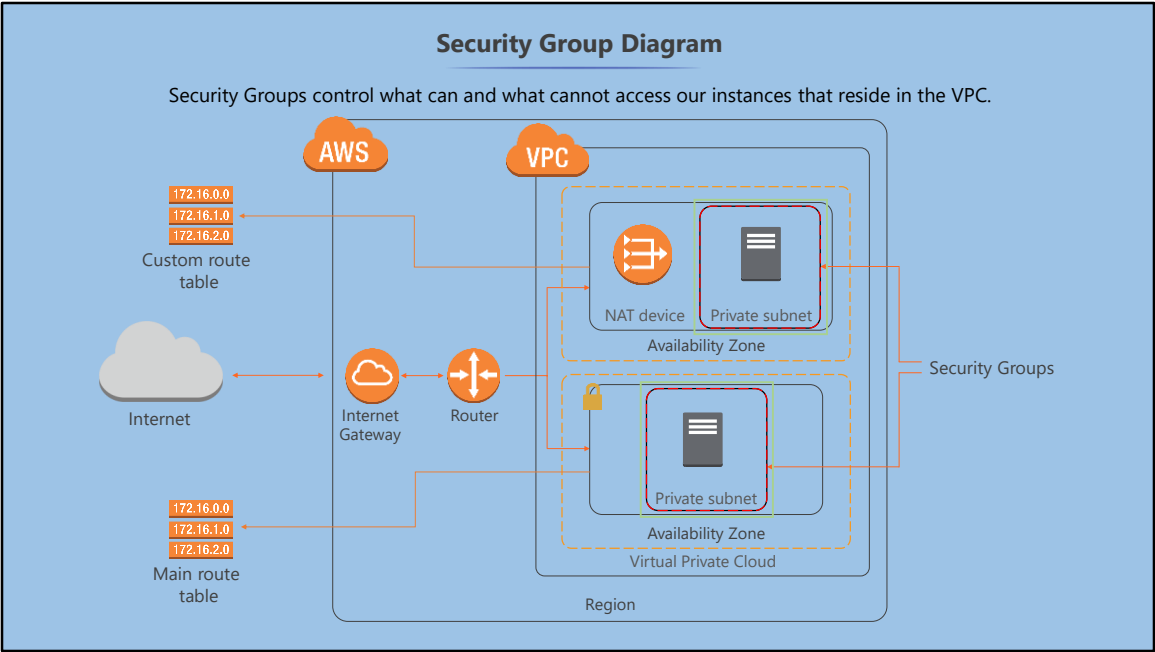 Security Group Diagram
Security Groups control what can and what cannot access our instances that reside in the VPC.
AWS
VPC
172.16.0.0
172.16.1.0
172.16.2.0
Custom route
table
NAT device
Private subnet
Availability Zone
Security Groups
Internet
Internet
Gateway
Router
Private subnet
Availability Zone
Virtual Private Cloud
172.16.0.0
172.16.1.0
172.16.2.0
Main route
table
Region